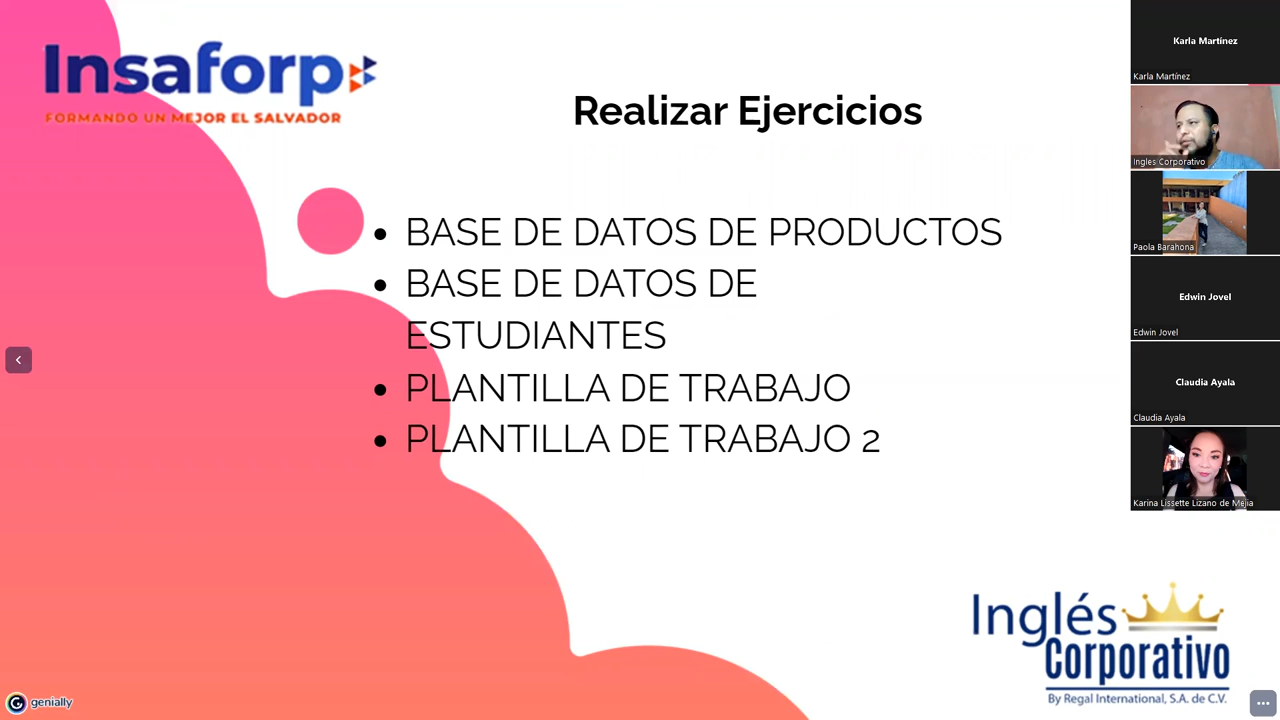 Insaforp
FORMANDO UN MEJOR EL SALVADOR
Realizar Ejercicios
• BASE DE DATOS DE PRODUCTOS
• BASE DE DATOS DE
ESTUDIANTES
• PLANTILLA DE TRABAJO
• PLANTILLA DE TRABAJO 2
Inglés
Corporativo
By Regal International, S.A. de C.V.
genially
Karla Martínez
Karla Martínez
Ingles Corporativo
Paola Barahona
Edwin Jovel
Edwin Jovel
Claudia Ayala
Claudia Ayala
Karina Lissette Lizano de Mejia